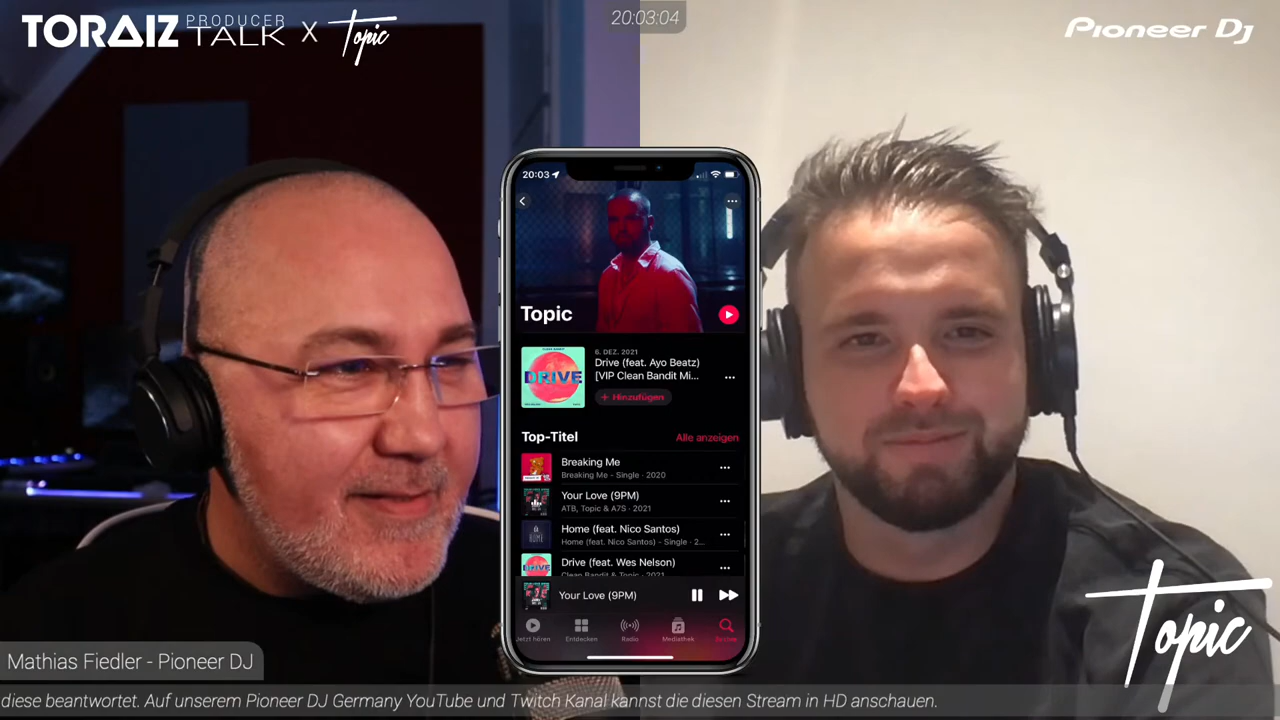 TORAIZ PRODUCER TALK X Topic
20:03:04
Pioneer Dj
20:03
Topic
6. DEZ. 2021
Drive (feat. Ayo Beatz)
[VIP Clean Bandit Mi...
+ Hinzufügen
DRIVE
Top-Titel
Alle anzeigen
Breaking Me
Breaking Me - Single · 2020
Your Love (9PM)
ATB, Topic & A7S · 2021
Home (feat. Nico Santos)
Home (feat. Nico Santos) - Single · 2...
HOME
Drive (feat. Wes Nelson)
Clean Bandit & Topic · 2021
Your Love (9PM)
Jetzt hören
Entdecken
Radio
Mediathek
Suchen
Topic
Mathias Fiedler - Pioneer DJ
diese beantwortet. Auf unserem Pioneer DJ Germany YouTube und Twitch Kanal kannst die diesen Stream in HD anschauen.